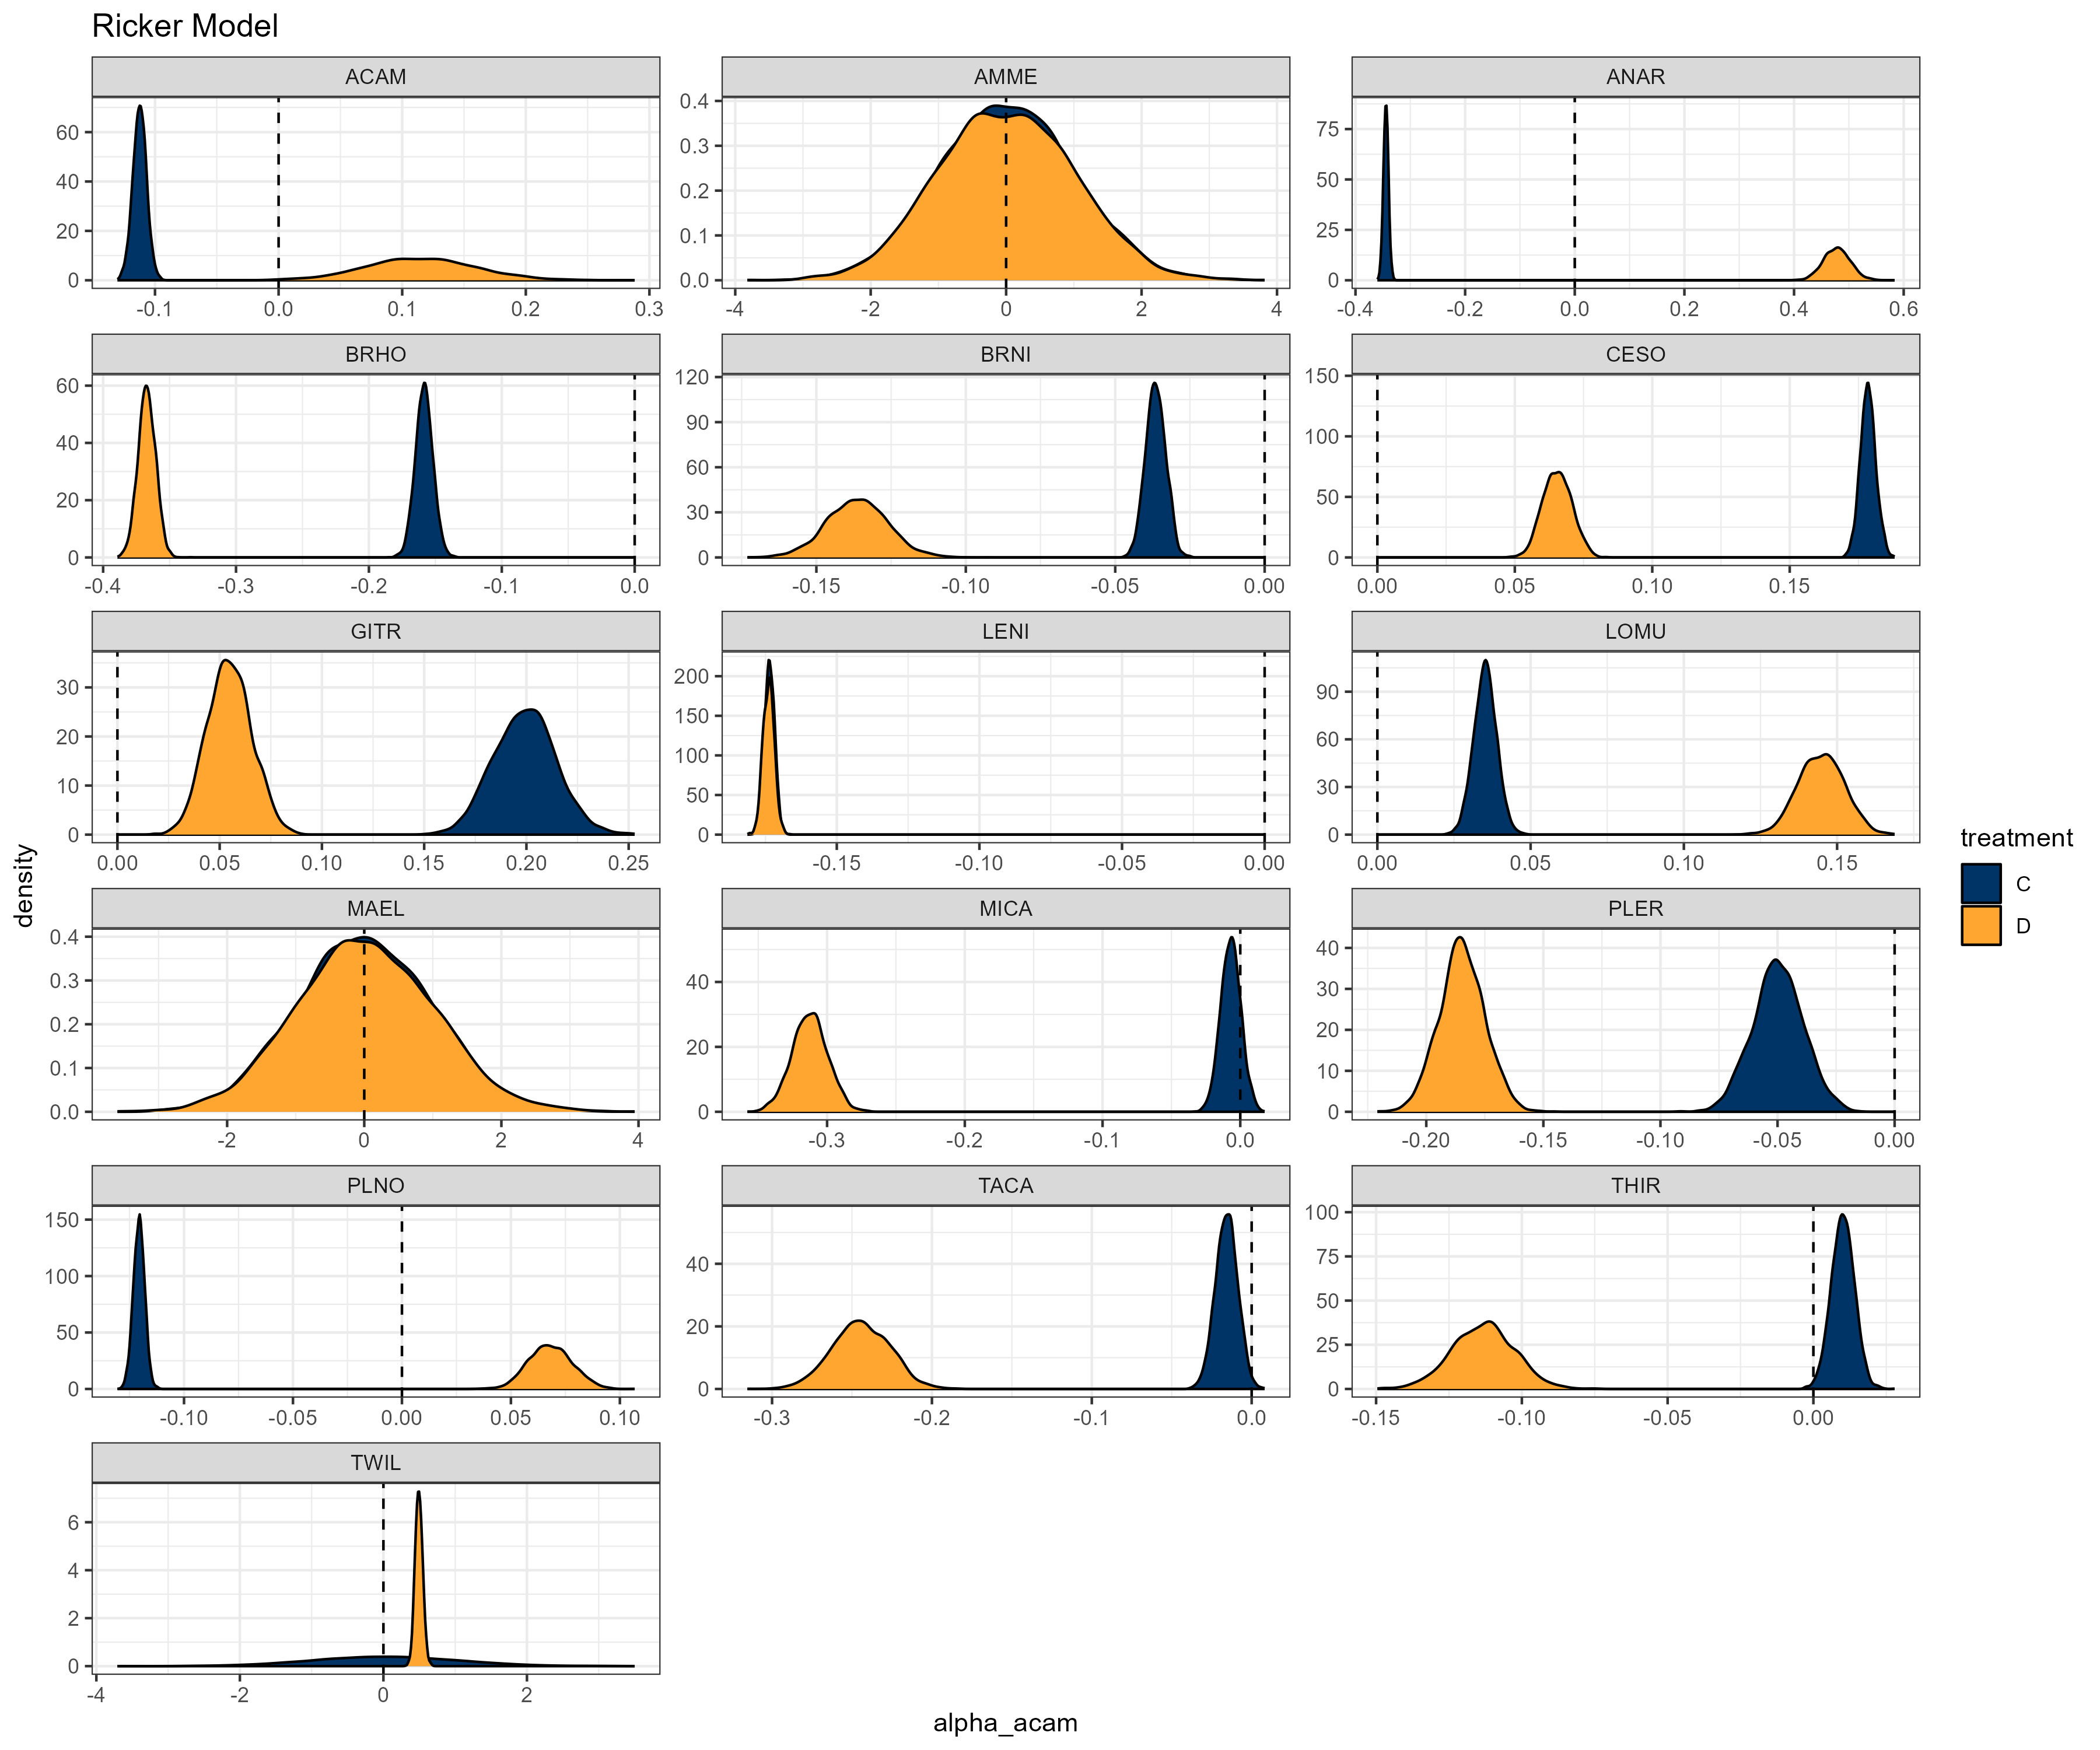 Ricker Model
ACAM AMME ANAR
60 40 20 0
0.4 0.3 0.2 0.1 0.0
75 50 25 0
-0.1 0.0 0.1 0.2 0.3
-4 -2 0 2 4
-0.4 -0.2 0.0 0.2 0.4 0.6
BRHO BRNI CESO
60 40 20 0
120 90 60 30 0
150 100 50 0
-0.4 -0.3 -0.2 -0.1 0.0
-0.15 -0.10 -0.05 0.00
0.00 0.05 0.10 0.15
GITR LENI LOMU
30 20 10 0
200 150 100 50 0
90 60 30 0
0.00 0.05 0.10 0.15 0.20 0.25
-0.15 -0.10 -0.05 0.00
0.00 0.05 0.10 0.15
MAEL MICA PLER
0.4 0.3 0.2 0.1 0.0
40 20 0
40 30 20 10 0
-2 0 2 4
-0.3 -0.2 -0.1 0.0
-0.20 -0.15 -0.10 -0.05 0.00
PLNO TACA THIR
150 100 50 0
40 20 0
100 75 50 25 0
-0.10 -0.05 0.00 0.05 0.10
-0.3 -0.2 -0.1 0.0
-0.15 -0.10 -0.05 0.00
TWIL
6 4 2 0
-4 -2 0 2
density
alpha_acam
treatment
C
D